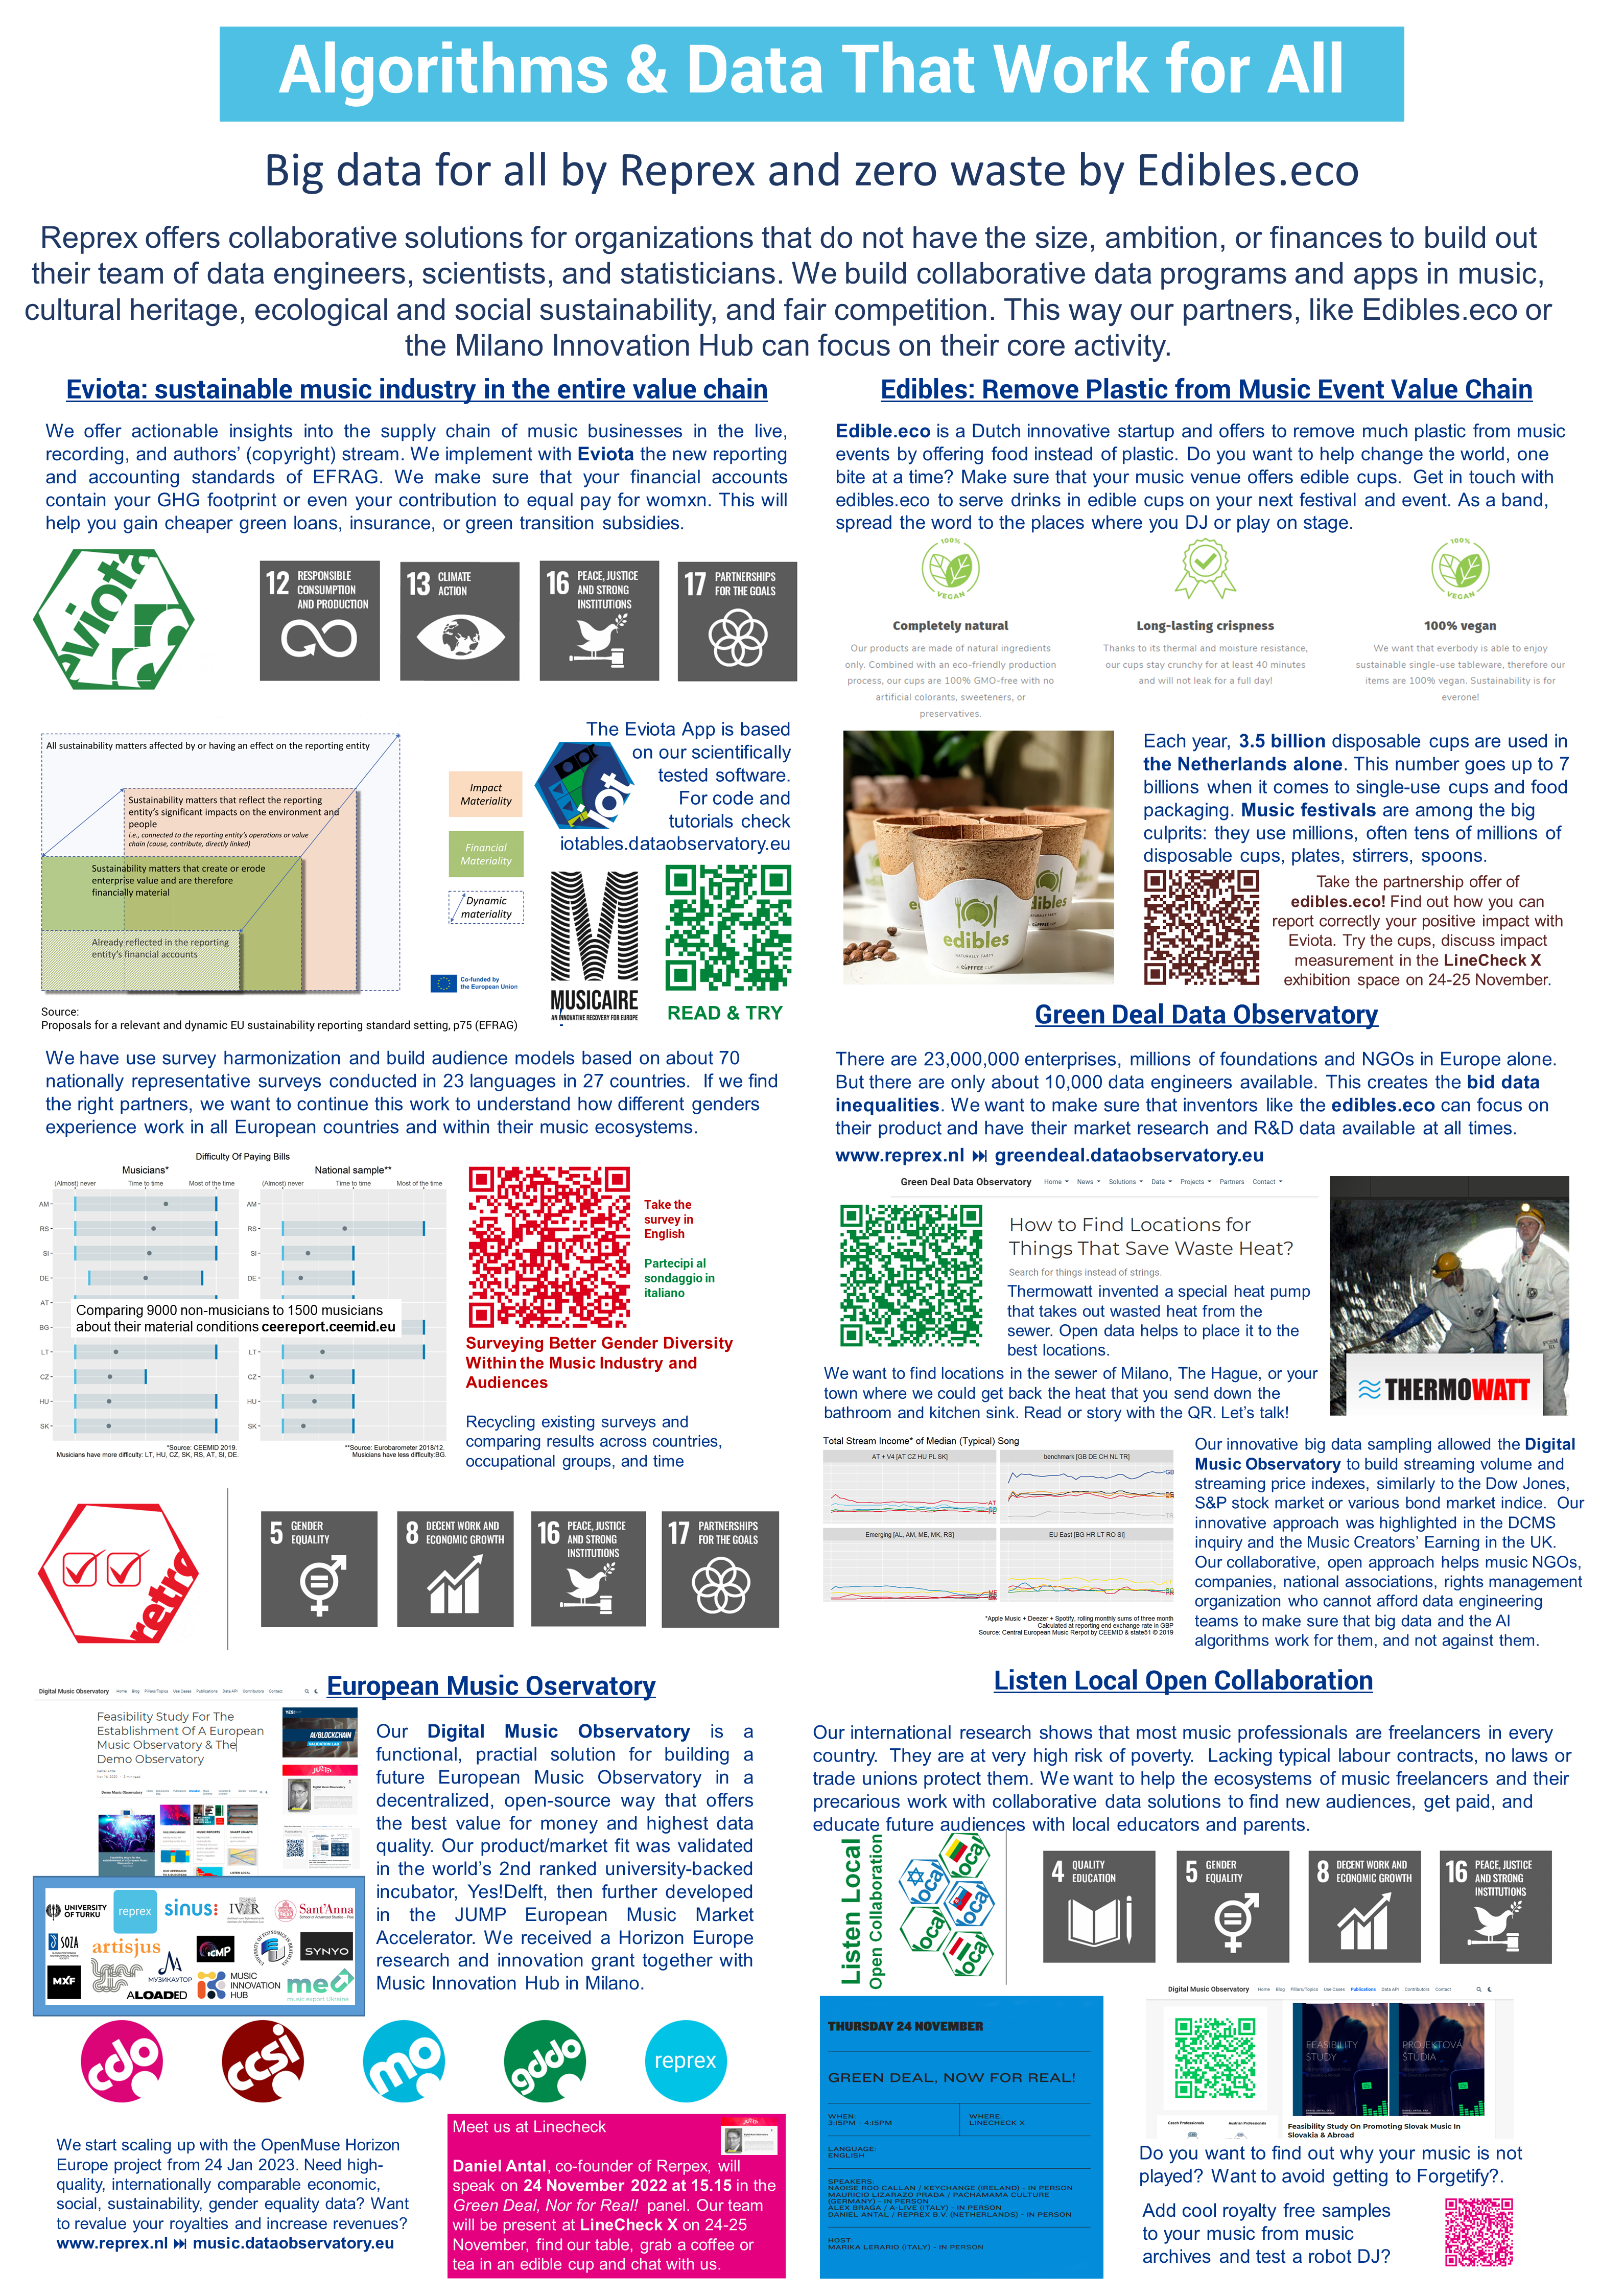 Algorithms & Data That Work for All
Big data for all by Reprex and zero waste by Edibles.eco
Reprex offers collaborative solutions for organizations that do not have the size, ambition, or finances to build out
their team of data engineers, scientists, and statisticians. We build collaborative data programs and apps in music,
cultural heritage, ecological and social sustainability, and fair competition. This way our partners, like Edibles.eco or
the Milano Innovation Hub can focus on their core activity.
Eviota: sustainable music industry in the entire value chain
We offer actionable insights into the supply chain of music businesses in the live,
recording, and authors' (copyright) stream. We implement with Eviota the new reporting
and accounting standards of EFRAG. We make sure that your financial accounts
contain your GHG footprint or even your contribution to equal pay for womxn. This will
help you gain cheaper green loans, insurance, or green transition subsidies.
eviota
12 RESPONSIBLE
CONSUMPTION
AND PRODUCTION
13 CLIMATE
ACTION
16 PEACE, JUSTICE
AND STRONG
INSTITUTIONS
17 PARTNERSHIPS
FOR THE GOALS
All sustainability matters affected by or having an effect on the reporting entity
Sustainability matters that reflect the reporting
entity's significant impacts on the environment and
people
i.e., connected to the reporting entity's operations or value
chain (cause, contribute, directly linked)
Sustainability matters that create or erode
enterprise value and are therefore
financially material
Already reflected in the reporting
entity's financial accounts
Impact
Materiality
Financial
Materiality
Dynamic
materiality
Co-funded by
the European Union
The Eviota App is based
on our scientifically
tested software.
For code and
tutorials check
iotables.dataobservatory.eu
iot
MUSICAIRE
AN INNOVATIVE RECOVERY FOR EUROPE
READ & TRY
Source:
Proposals for a relevant and dynamic EU sustainability reporting standard setting, p75 (EFRAG)
We have use survey harmonization and build audience models based on about 70
nationally representative surveys conducted in 23 languages in 27 countries. If we find
the right partners, we want to continue this work to understand how different genders
experience work in all European countries and within their music ecosystems.
Difficulty Of Paying Bills
Musicians*
National sample**
(Almost) never Time to time Most of the time
(Almost) never Time to time Most of the time
AM
RS
SI
DE
AT
BG
LT
CZ
HU
SK
AM
RS
SI
DE
LT
CZ
HU
SK
Comparing 9000 non-musicians to 1500 musicians
about their material conditions ceereport.ceemid.eu
*Source: CEEMID 2019.
Musicians have more difficulty: LT, HU, CZ, SK, RS, AT, SI, DE.
**Source: Eurobarometer 2018/12.
Musicians have less difficulty:BG.
Take the
survey in
English
Partecipi al
sondaggio in
italiano
Surveying Better Gender Diversity
Within the Music Industry and
Audiences
Recycling existing surveys and
comparing results across countries,
occupational groups, and time
retro
5 GENDER
EQUALITY
8 DECENT WORK AND
ECONOMIC GROWTH
16 PEACE, JUSTICE
AND STRONG
INSTITUTIONS
17 PARTNERSHIPS
FOR THE GOALS
European Music Oservatory
Digital Music Observatory Home Blog Pillars/Topics Use Cases Publications Data API Contributors Contact
Feasibility Study For The
Establishment Of A European
Music Observatory & The
Demo Observatory
YES!
AI/BLOCKCHAIN
VALIDATION LAB
JUMP
Our Digital Music Observatory is a
functional, practial solution for building a
future European Music Observatory in a
decentralized, open-source way that offers
the best value for money and highest data
quality. Our product/market fit was validated
in the world's 2nd ranked university-backed
incubator, Yes!Delft, then further developed
in the JUMP European Music Market
Accelerator. We received a Horizon Europe
research and innovation grant together with
Music Innovation Hub in Milano.
UNIVERSITY
OF TURKU
reprex
sinus:
IViR
Sant'Anna
SOZA
artisjus
МУЗИКАУТОР
ICMP
SYNYO
MXF
ALOADED
MUSIC
INNOVATION
HUB
meu
music export Ukraine
cdo
ccsi
mo
gddo
reprex
We start scaling up with the OpenMuse Horizon
Europe project from 24 Jan 2023. Need high-
quality, internationally comparable economic,
social, sustainability, gender equality data? Want
to revalue your royalties and increase revenues?
www.reprex.nl ⏭ music.dataobservatory.eu
Meet us at Linecheck
Daniel Antal, co-founder of Rerpex, will
speak on 24 November 2022 at 15.15 in the
Green Deal, Nor for Real! panel. Our team
will be present at LineCheck X on 24-25
November, find our table, grab a coffee or
tea in an edible cup and chat with us.
Edibles: Remove Plastic from Music Event Value Chain
Edible.eco is a Dutch innovative startup and offers to remove much plastic from music
events by offering food instead of plastic. Do you want to help change the world, one
bite at a time? Make sure that your music venue offers edible cups. Get in touch with
edibles.eco to serve drinks in edible cups on your next festival and event. As a band,
spread the word to the places where you DJ or play on stage.
100%
VEGAN
100%
VEGAN
Completely natural
Our products are made of natural ingredients
only. Combined with an eco-friendly production
process, our cups are 100% GMO-free with no
artificial colorants, sweeteners, or
preservatives.
Long-lasting crispness
Thanks to its thermal and moisture resistance,
our cups stay crunchy for at least 40 minutes
and will not leak for a full day!
100% vegan
We want that everbody is able to enjoy
sustainable single-use tableware, therefore our
items are 100% vegan. Sustainability is for
everone!
edibles
NATURALLY TASTY
A CUPFFEE CUP
Each year, 3.5 billion disposable cups are used in
the Netherlands alone. This number goes up to 7
billions when it comes to single-use cups and food
packaging. Music festivals are among the big
culprits: they use millions, often tens of millions of
disposable cups, plates, stirrers, spoons.
Take the partnership offer of
edibles.eco! Find out how you can
report correctly your positive impact with
Eviota. Try the cups, discuss impact
measurement in the LineCheck X
exhibition space on 24-25 November.
Green Deal Data Observatory
There are 23,000,000 enterprises, millions of foundations and NGOs in Europe alone.
But there are only about 10,000 data engineers available. This creates the bid data
inequalities. We want to make sure that inventors like the edibles.eco can focus on
their product and have their market research and R&D data available at all times.
www.reprex.nl ⏭ greendeal.dataobservatory.eu
Green Deal Data Observatory Home News Solutions Data Projects Partners Contact
How to Find Locations for
Things That Save Waste Heat?
Search for things instead of strings.
Thermowatt invented a special heat pump
that takes out wasted heat from the
sewer. Open data helps to place it to the
best locations.
We want to find locations in the sewer of Milano, The Hague, or your
town where we could get back the heat that you send down the
bathroom and kitchen sink. Read or story with the QR. Let's talk!
THERMOWATT
Total Stream Income* of Median (Typical) Song
AT + V4 [AT CZ HU PL SK]
benchmark [GB DE CH NL TR]
Emerging [AL, AM, ME, MK, RS]
EU East [BG HR LT RO SI]
AT
GB
TR
*Apple Music + Deezer + Spotify, rolling monthly sums of three month
Calculated at reporting end exchange rate in GBP
Source: Central European Music Rerpot by CEEMID & state51 © 2019
Our innovative big data sampling allowed the Digital
Music Observatory to build streaming volume and
streaming price indexes, similarly to the Dow Jones,
S&P stock market or various bond market indice. Our
innovative approach was highlighted in the DCMS
inquiry and the Music Creators' Earning in the UK.
Our collaborative, open approach helps music NGOs,
companies, national associations, rights management
organization who cannot afford data engineering
teams to make sure that big data and the AI
algorithms work for them, and not against them.
Listen Local Open Collaboration
Our international research shows that most music professionals are freelancers in every
country. They are at very high risk of poverty. Lacking typical labour contracts, no laws or
trade unions protect them. We want to help the ecosystems of music freelancers and their
precarious work with collaborative data solutions to find new audiences, get paid, and
educate future audiences with local educators and parents.
Listen Local
Open Collaboration
local
local
local
local
local
4 QUALITY
EDUCATION
5 GENDER
EQUALITY
8 DECENT WORK AND
ECONOMIC GROWTH
16 PEACE, JUSTICE
AND STRONG
INSTITUTIONS
THURSDAY 24 NOVEMBER
GREEN DEAL, NOW FOR REAL!
WHEN:
3:15PM - 4:15PM
WHERE:
LINECHECK X
LANGUAGE:
ENGLISH
SPEAKERS:
NAOISE ROO CALLAN / KEYCHANGE (IRELAND) - IN PERSON
MAURICIO LIZARAZO PRADA / PACHAMAMA CULTURE
(GERMANY) - IN PERSON
ALEX BRAGA / A-LIVE (ITALY) - IN PERSON
DANIEL ANTAL / REPREX B.V. (NETHERLANDS) - IN PERSON
HOST:
MARIKA LERARIO (ITALY) - IN PERSON
Digital Music Observatory Home Blog Pillars/Topics Use Cases Publications Data API Contributors Contact
FEASIBILITY
STUDY
PROJEKTOVÁ
ŠTÚDIA
Czech Professionals
Austrian Professionals
Feasibility Study On Promoting Slovak Music In
Slovakia & Abroad
Do you want to find out why your music is not
played? Want to avoid getting to Forgetify?.
Add cool royalty free samples
to your music from music
archives and test a robot DJ?